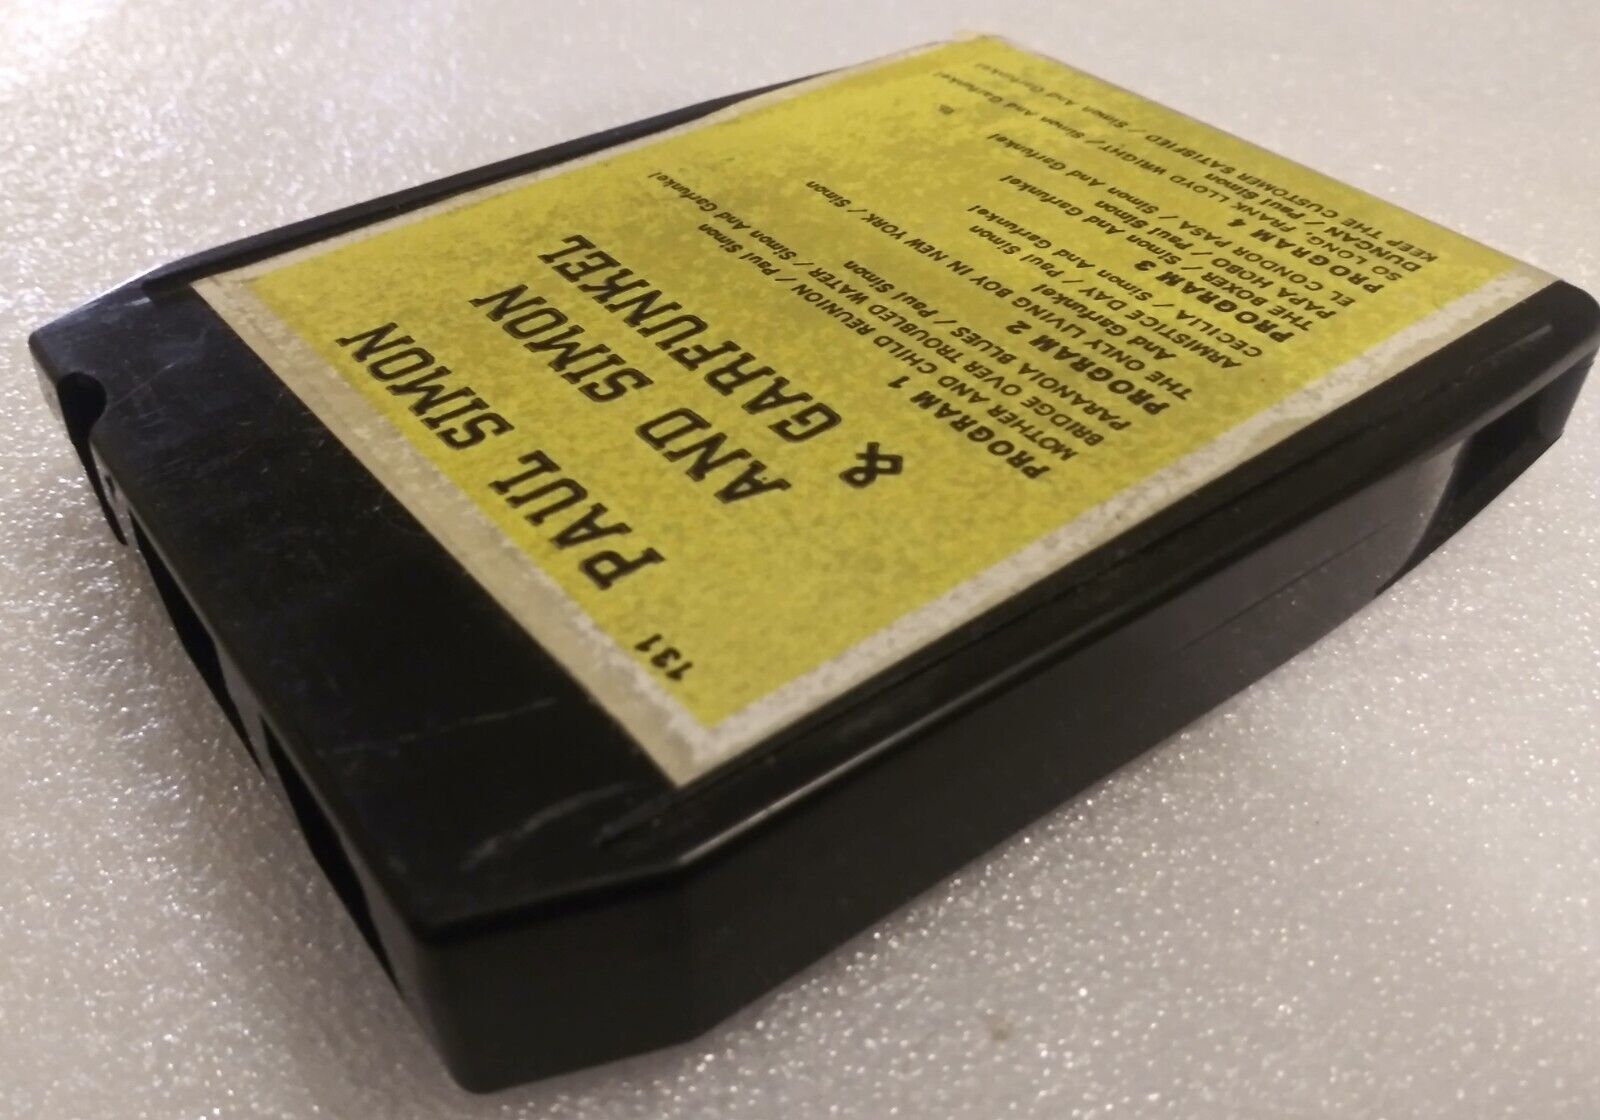 131
PAUL SIMON
AND SIMON
& GARFUNKEL
PROGRAM 1
MOTHER AND CHILD REUNION / Paul Simon
BRIDGE OVER TROUBLED WATER / Simon And Garfunkel
PARANOIA BLUES / Paul Simon
PROGRAM 2
THE ONLY LIVING BOY IN NEW YORK / Simon
And Garfunkel
ARMISTICE DAY / Paul Simon
CECILIA / Simon And Garfunkel
PROGRAM 3
THE BOXER / Simon And Garfunkel
PAPA HOBO / Paul Simon
EL CONDOR PASA / Simon And Garfunkel
PROGRAM 4
SO LONG, FRANK LLOYD WRIGHT / Simon And Garfunkel
DUNCAN / Paul Simon
KEEP THE CUSTOMER SATISFIED / Simon And Garfunkel